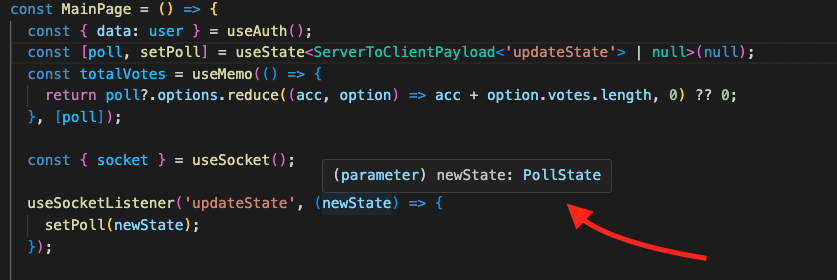 const MainPage = () => {
const { data: user } = useAuth();
const [poll, setPoll] = useState<ServerToClientPayload<'updateState'> | null>(null);
const totalVotes = useMemo(() => {
return poll?.options.reduce((acc, option) => acc + option.votes.length, 0) ?? 0;
}, [poll]);
const { socket } = useSocket();
(parameter) newState: PollState
useSocketListener('updateState', (newState) => {
setPoll(newState);
});